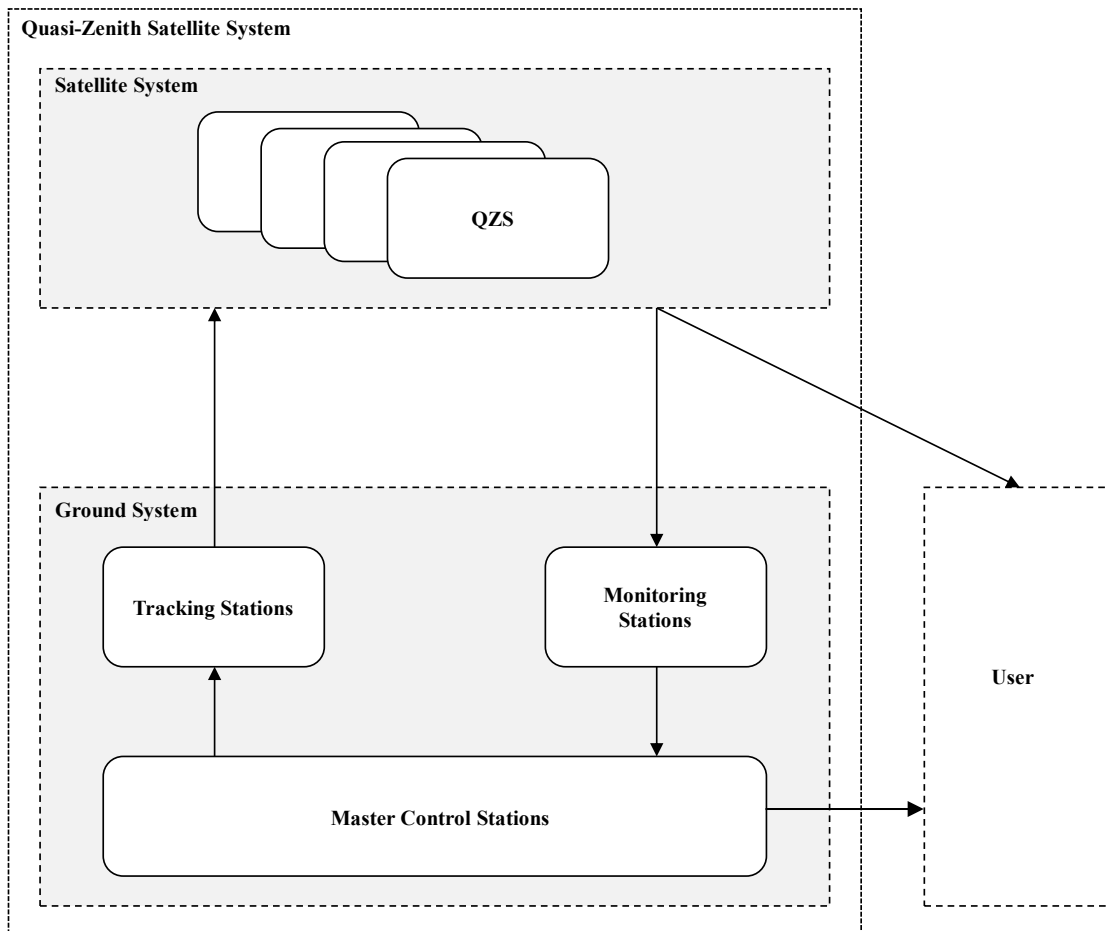 Quasi-Zenith Satellite System
Satellite System
QZS
Ground System
Tracking Stations
Monitoring
Stations
User
Master Control Stations